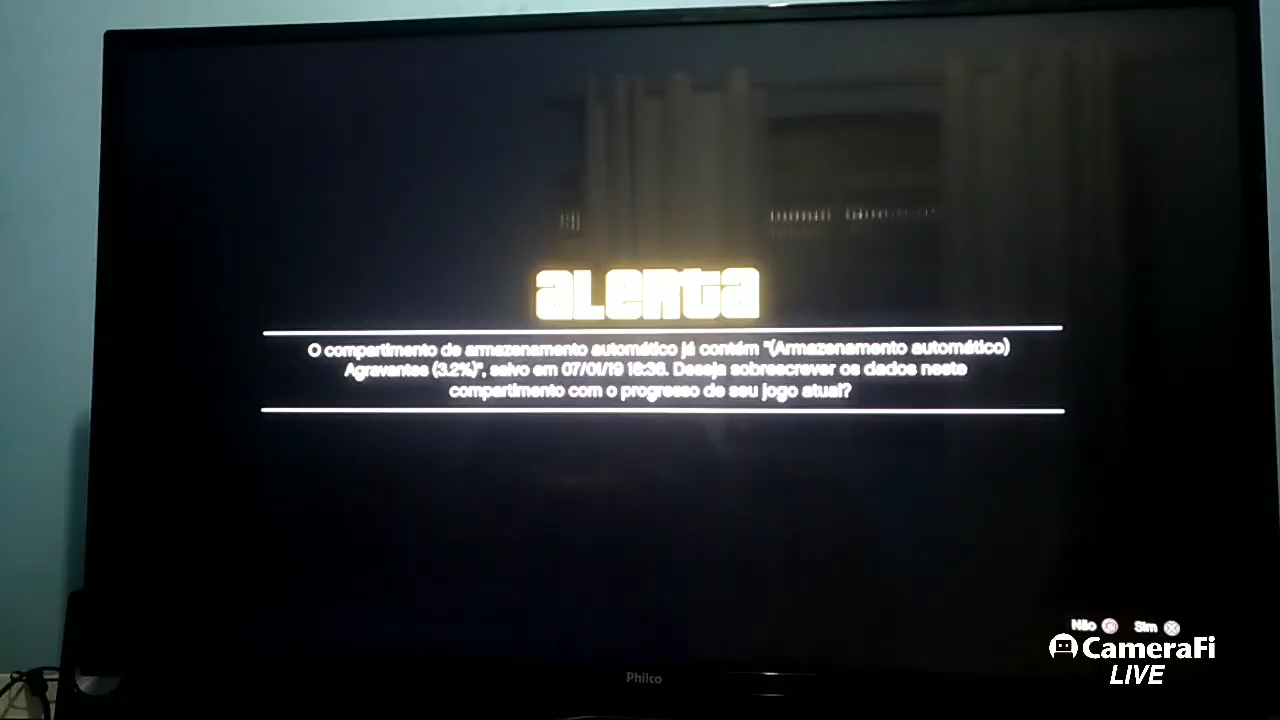 alerta
O compartimento de armazenamento automático já contém "(Armazenamento automático)
Agravantes (3.2%)", salvo em 07/01/19 18:36. Deseja sobrescrever os dados neste
compartimento com o progresso de seu jogo atual?
Não Sim
CameraFi
LIVE
Philco